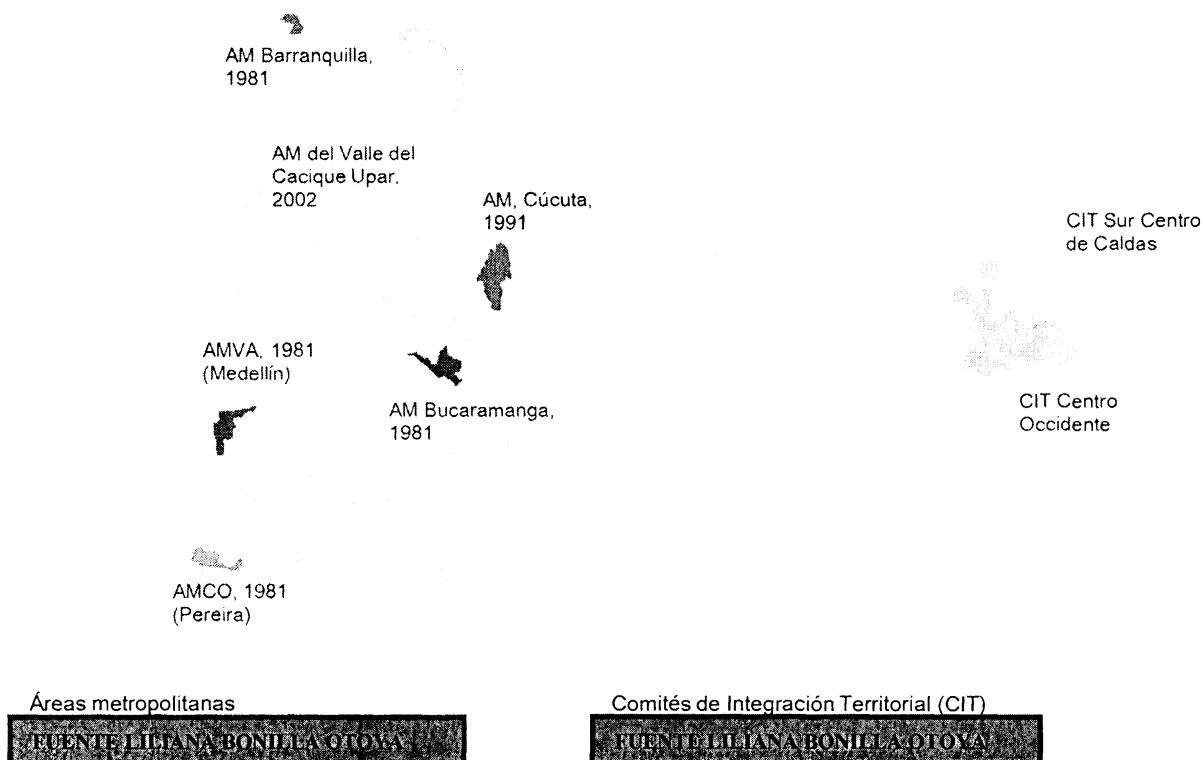 AM Barranquilla,
1981
AM del Valle del
Cacique Upar,
2002
AM, Cúcuta,
1991
AMVA, 1981
(Medellín)
AM Bucaramanga,
1981
AMCO, 1981
(Pereira)
CIT Sur Centro
de Caldas
CIT Centro
Occidente
Áreas metropolitanas
FUENTE LILIANA BONILLA OTOYA
Comités de Integración Territorial (CIT)
FUENTE LILIANA BONILLA OTOYA